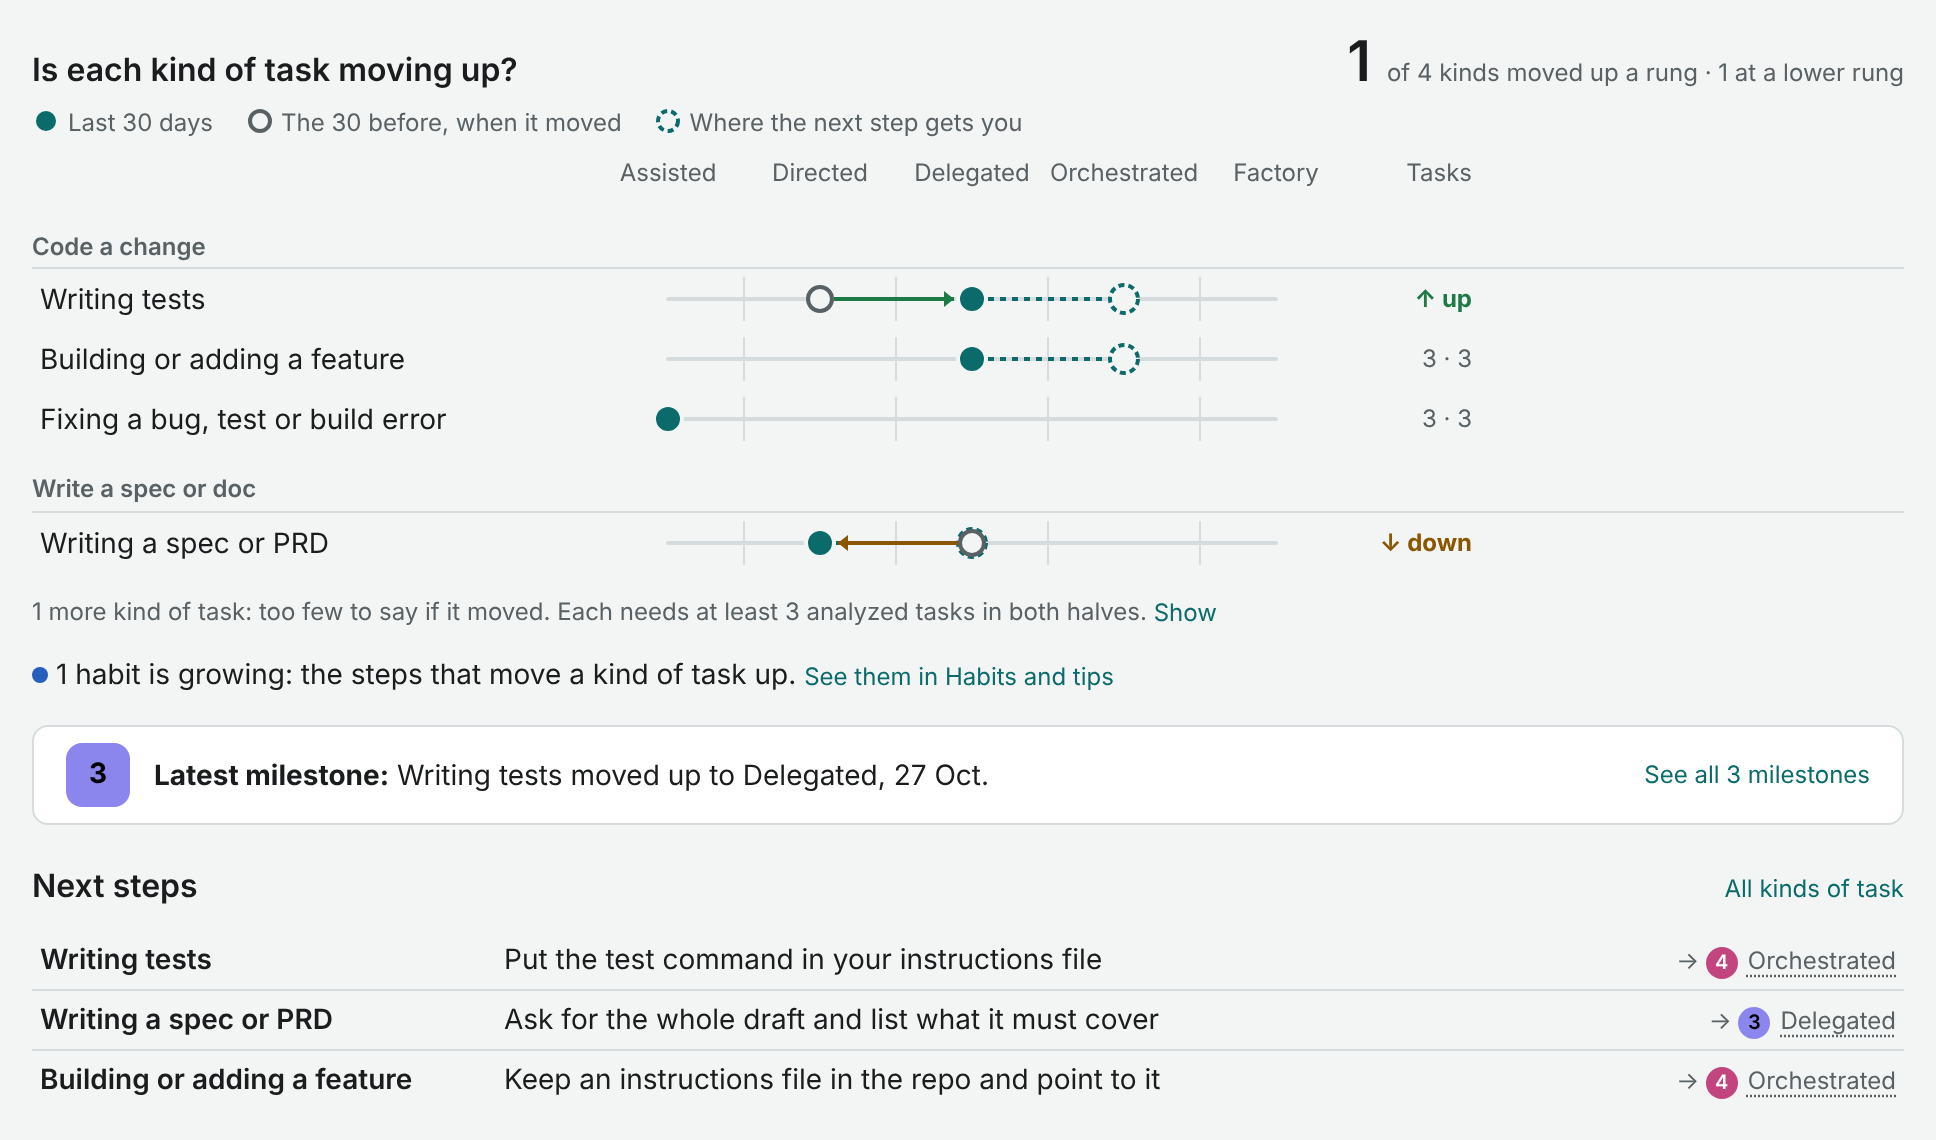 Is each kind of task moving up?
1 of 4 kinds moved up a rung · 1 at a lower rung
Last 30 days The 30 before, when it moved Where the next step gets you
Assisted Directed Delegated Orchestrated Factory Tasks
Code a change
Writing tests ↑ up
Building or adding a feature 3 · 3
Fixing a bug, test or build error 3 · 3
Write a spec or doc
Writing a spec or PRD ↓ down
1 more kind of task: too few to say if it moved. Each needs at least 3 analyzed tasks in both halves. Show
1 habit is growing: the steps that move a kind of task up. See them in Habits and tips
3 Latest milestone: Writing tests moved up to Delegated, 27 Oct. See all 3 milestones
Next steps All kinds of task
Writing tests Put the test command in your instructions file → 4 Orchestrated
Writing a spec or PRD Ask for the whole draft and list what it must cover → 3 Delegated
Building or adding a feature Keep an instructions file in the repo and point to it → 4 Orchestrated